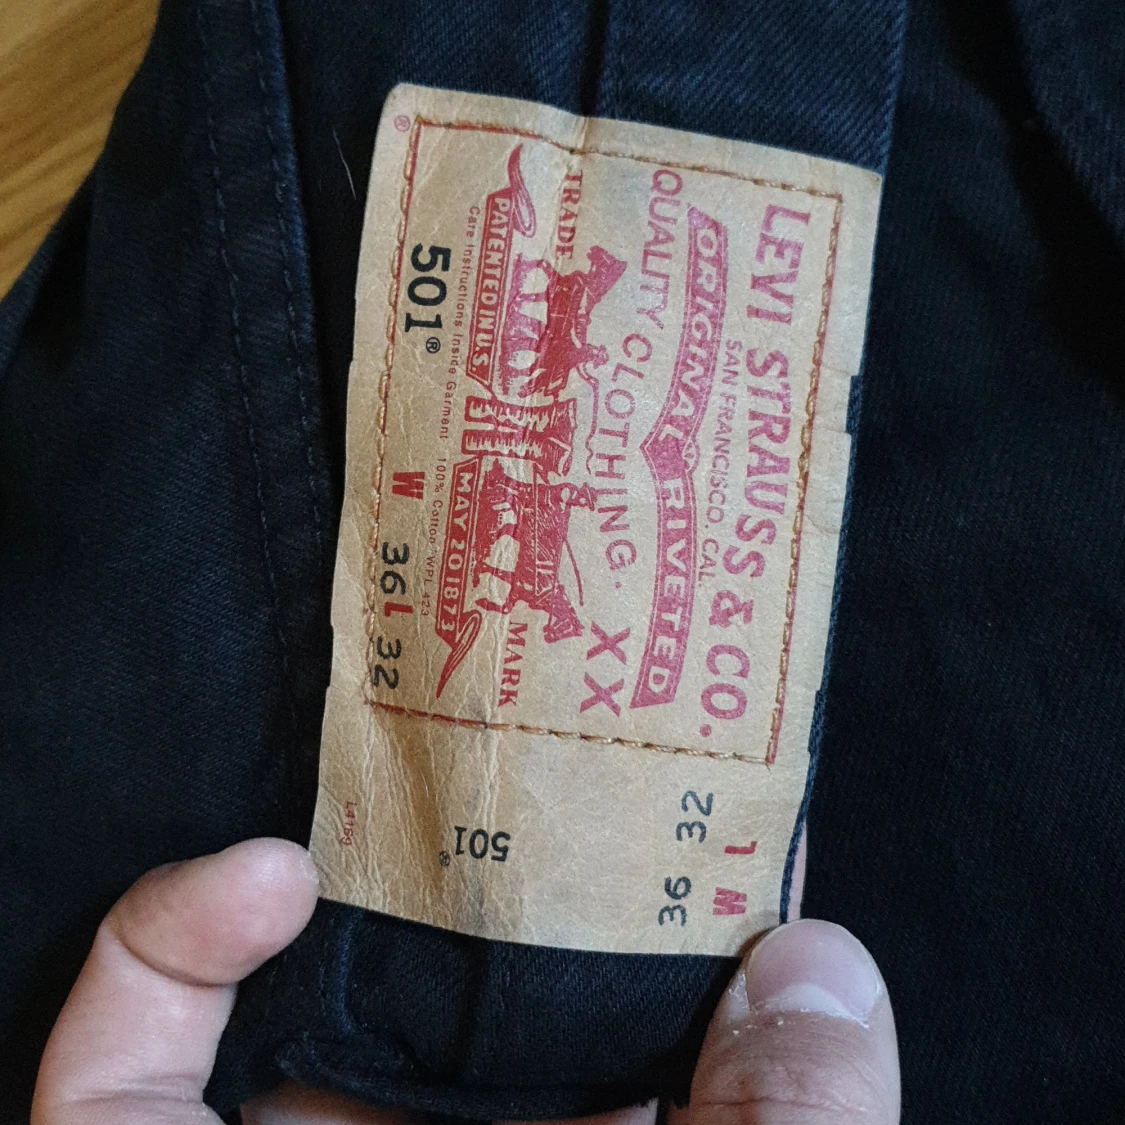 LEVI STRAUSS & CO.
SAN FRANCISCO, CAL
ORIGINAL RIVETED
QUALITY CLOTHING.
XX
TRADE MARK
PATENTED IN U.S. MAY 20 1873
Care Instructions Inside Garment 100% Cotton WPL 423
501® W 36 L 32
®
501®
W L
36 32
L4169